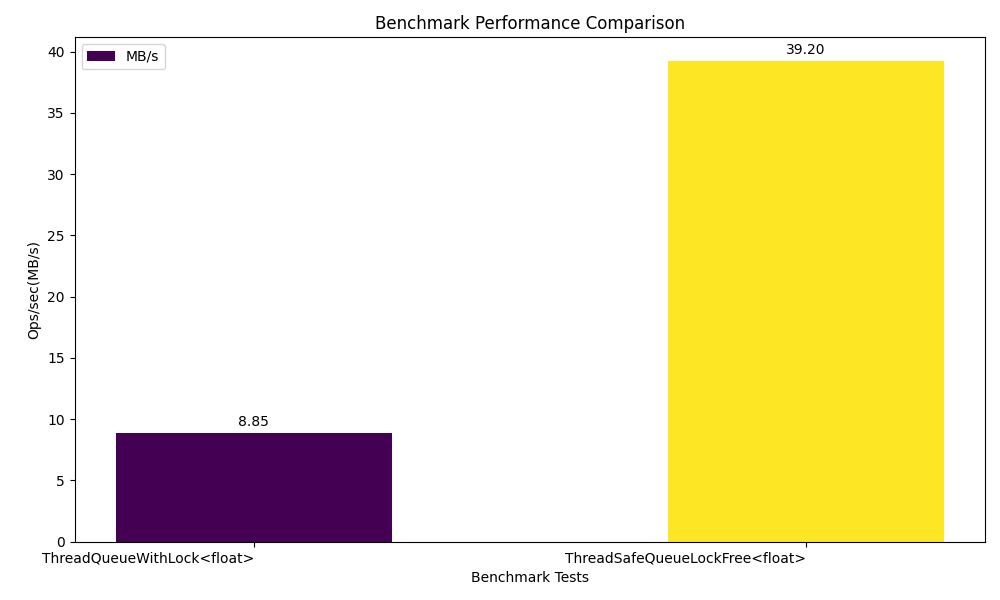 Benchmark Performance Comparison
MB/s
39.20
8.85
40
35
30
25
20
15
10
5
0
Ops/sec(MB/s)
ThreadQueueWithLock<float>
ThreadSafeQueueLockFree<float>
Benchmark Tests